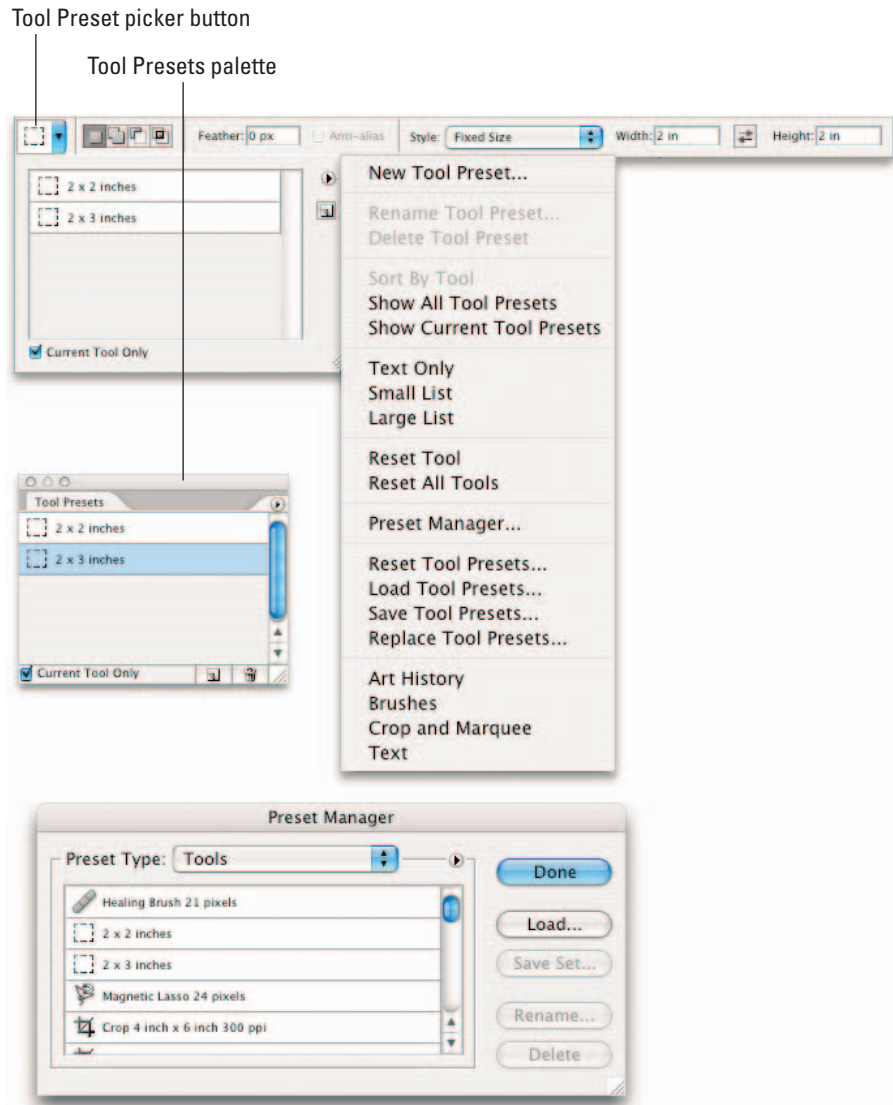 Tool Preset picker button
Tool Presets palette
Feather: 0 px Anti-alias Style: Fixed Size Width: 2 in Height: 2 in
2 x 2 inches
2 x 3 inches
Current Tool Only
New Tool Preset...
Rename Tool Preset...
Delete Tool Preset
Sort By Tool
Show All Tool Presets
Show Current Tool Presets
Text Only
Small List
Large List
Reset Tool
Reset All Tools
Preset Manager...
Reset Tool Presets...
Load Tool Presets...
Save Tool Presets...
Replace Tool Presets...
Art History
Brushes
Crop and Marquee
Text
Tool Presets
2 x 2 inches
2 x 3 inches
Current Tool Only
Preset Manager
Preset Type: Tools
Healing Brush 21 pixels
2 x 2 inches
2 x 3 inches
Magnetic Lasso 24 pixels
Crop 4 inch x 6 inch 300 ppi
Done
Load...
Save Set...
Rename...
Delete